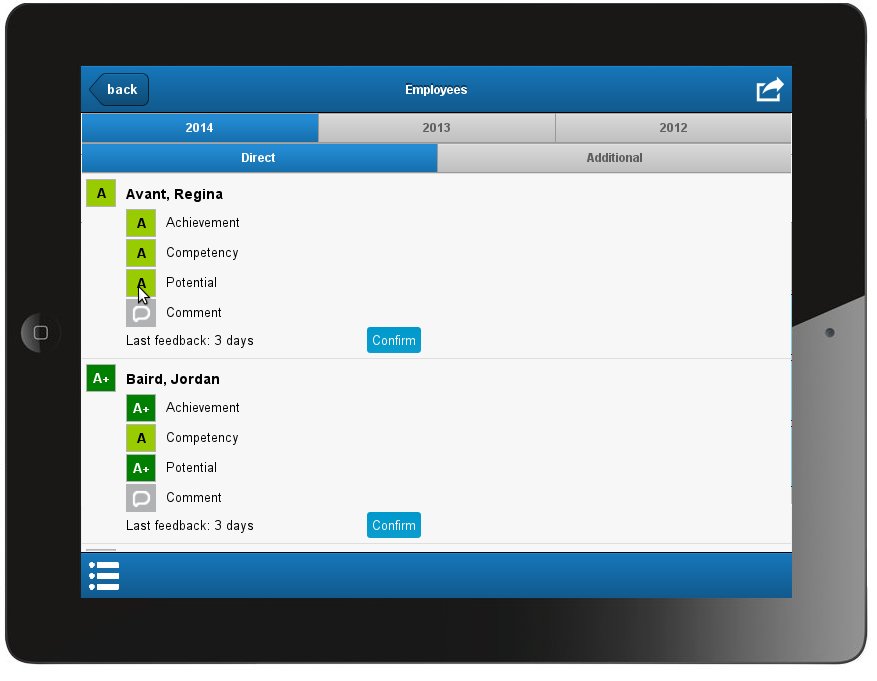 back Employees
2014 2013 2012
Direct Additional
A Avant, Regina
A Achievement
A Competency
A Potential
Comment
Last feedback: 3 days Confirm
A+ Baird, Jordan
A+ Achievement
A Competency
A+ Potential
Comment
Last feedback: 3 days Confirm